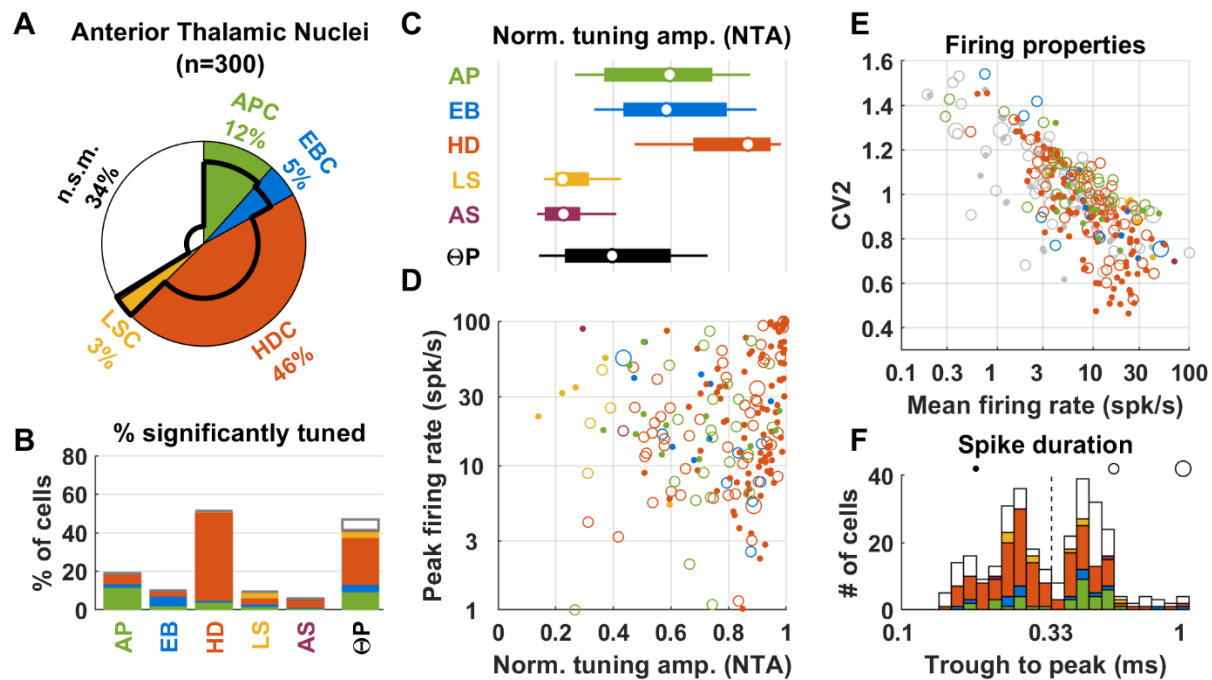 A
Anterior Thalamic Nuclei
(n=300)
APC
12%
EBC
5%
n.s.m.
34%
LSC
3%
HDC
46%
B
% significantly tuned
% of cells
80
60
40
20
0
AP
EB
HD
LS
AS
ΘP
C
Norm. tuning amp. (NTA)
AP
EB
HD
LS
AS
ΘP
D
Peak firing rate (spk/s)
100
30
10
3
1
0
0.2
0.4
0.6
0.8
1
Norm. tuning amp. (NTA)
E
Firing properties
CV2
1.6
1.4
1.2
1
0.8
0.6
0.4
0.1
0.3
1
3
10
30
100
Mean firing rate (spk/s)
F
Spike duration
# of cells
40
20
0
0.1
0.33
1
Trough to peak (ms)